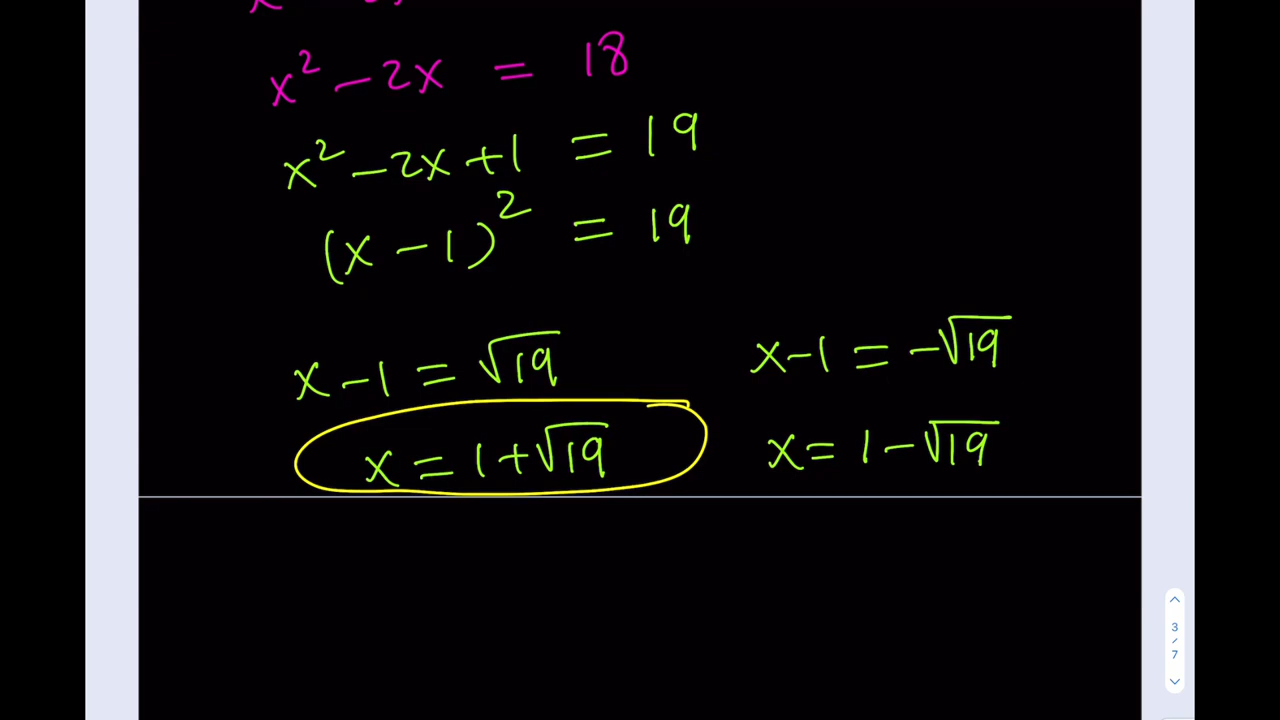 x² - 2x = 18
x² - 2x + 1 = 19
(x - 1)² = 19
x - 1 = √19
x = 1 + √19
x - 1 = -√19
x = 1 - √19
3
/
7